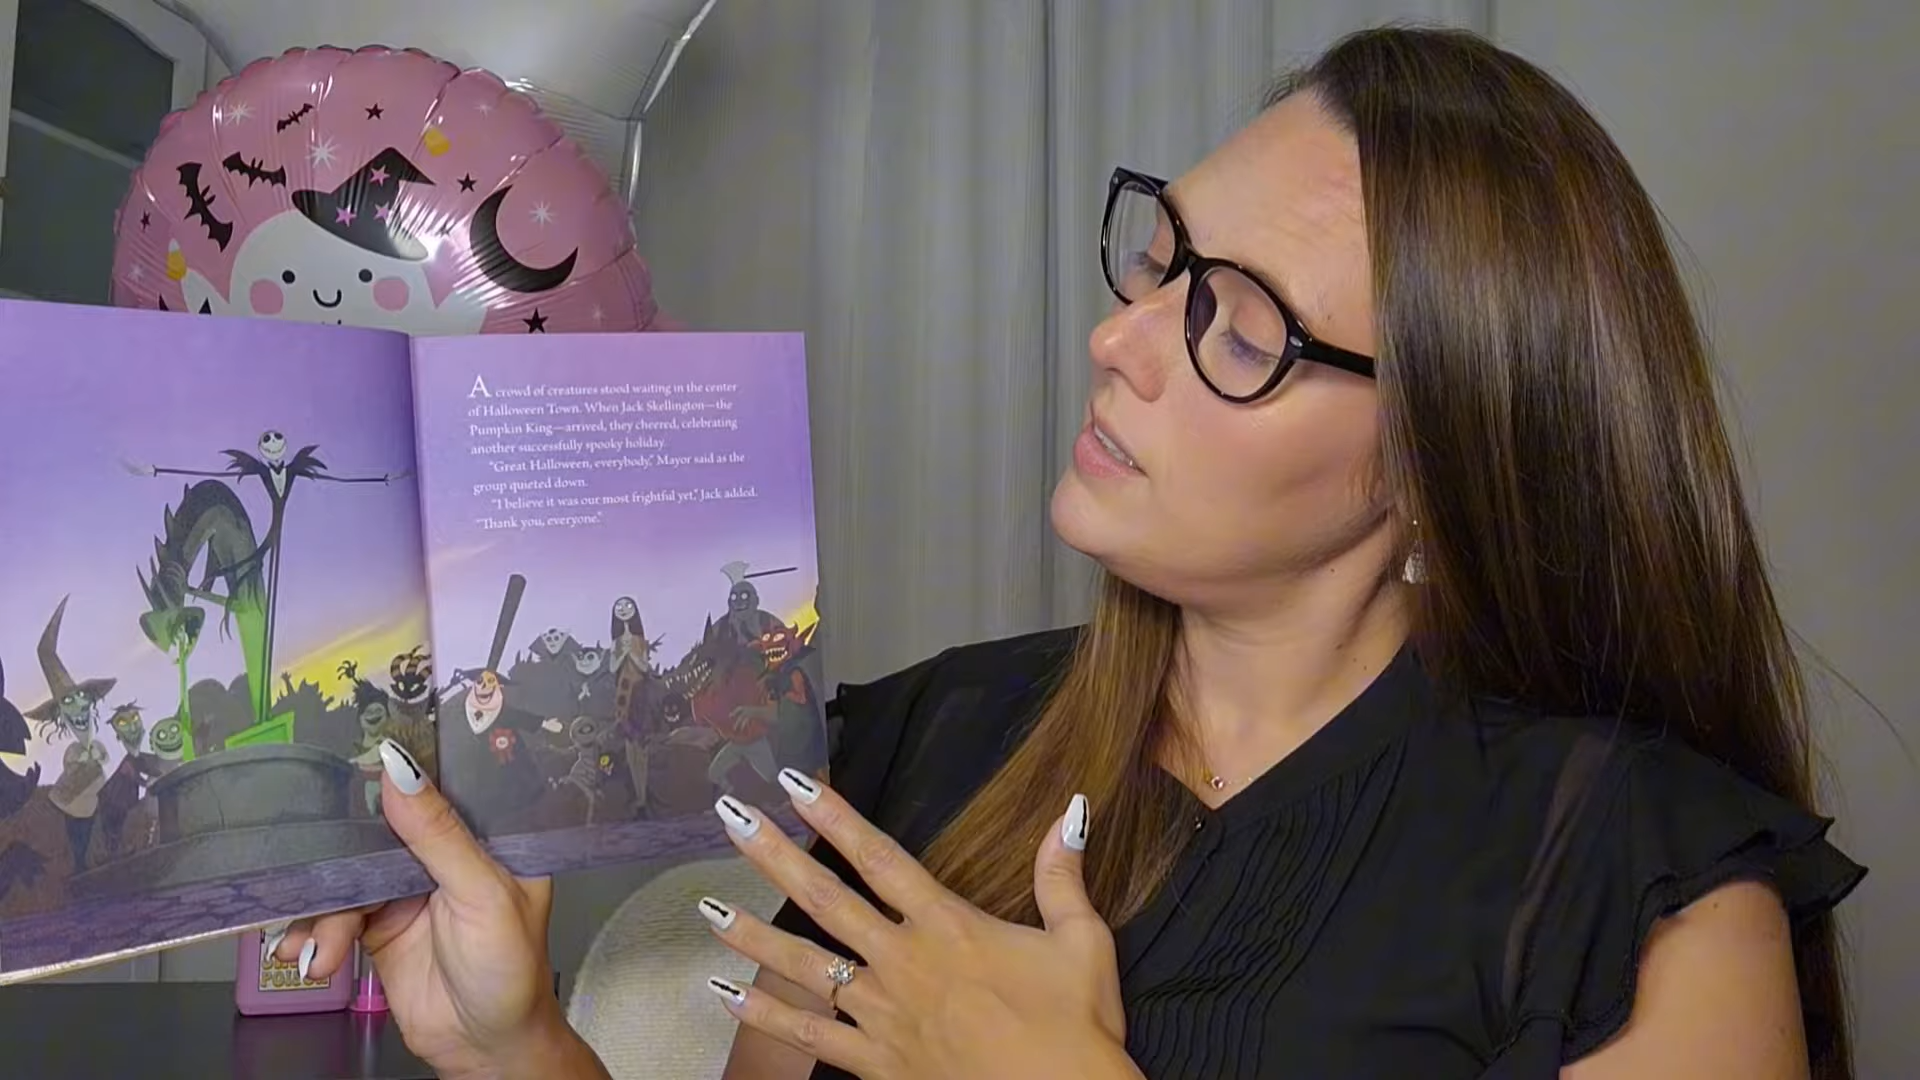 A crowd of creatures stood waiting in the center
of Halloween Town. When Jack Skellington—the
Pumpkin King—arrived, they cheered, celebrating
another successfully spooky holiday.
"Great Halloween, everybody," Mayor said as the
group quieted down.
"I believe it was our most frightful yet," Jack added.
"Thank you, everyone."
POISON